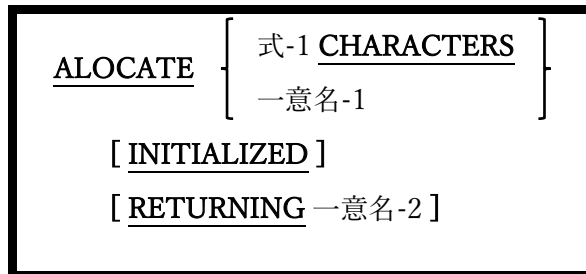 ALOCATE { 式-1 CHARACTERS }
一意名-1
[ INITIALIZED ]
[ RETURNING 一意名-2 ]